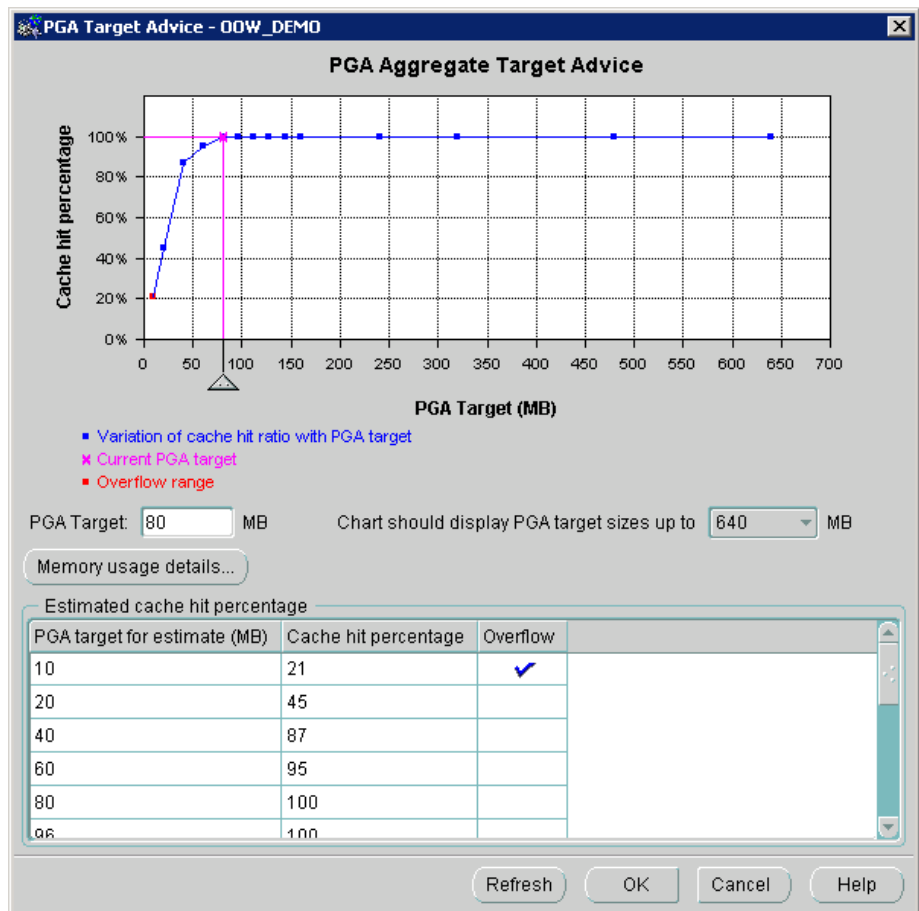 PGA Target Advice - OOW_DEMO
PGA Aggregate Target Advice
Cache hit percentage
100%
80%
60%
40%
20%
0%
0 50 100 150 200 250 300 350 400 450 500 550 600 650 700
PGA Target (MB)
Variation of cache hit ratio with PGA target
Current PGA target
Overflow range
PGA Target: 80 MB Chart should display PGA target sizes up to 640 MB
Memory usage details...
Estimated cache hit percentage
PGA target for estimate (MB) Cache hit percentage Overflow
10 21
20 45
40 87
60 95
80 100
96 100
Refresh OK Cancel Help